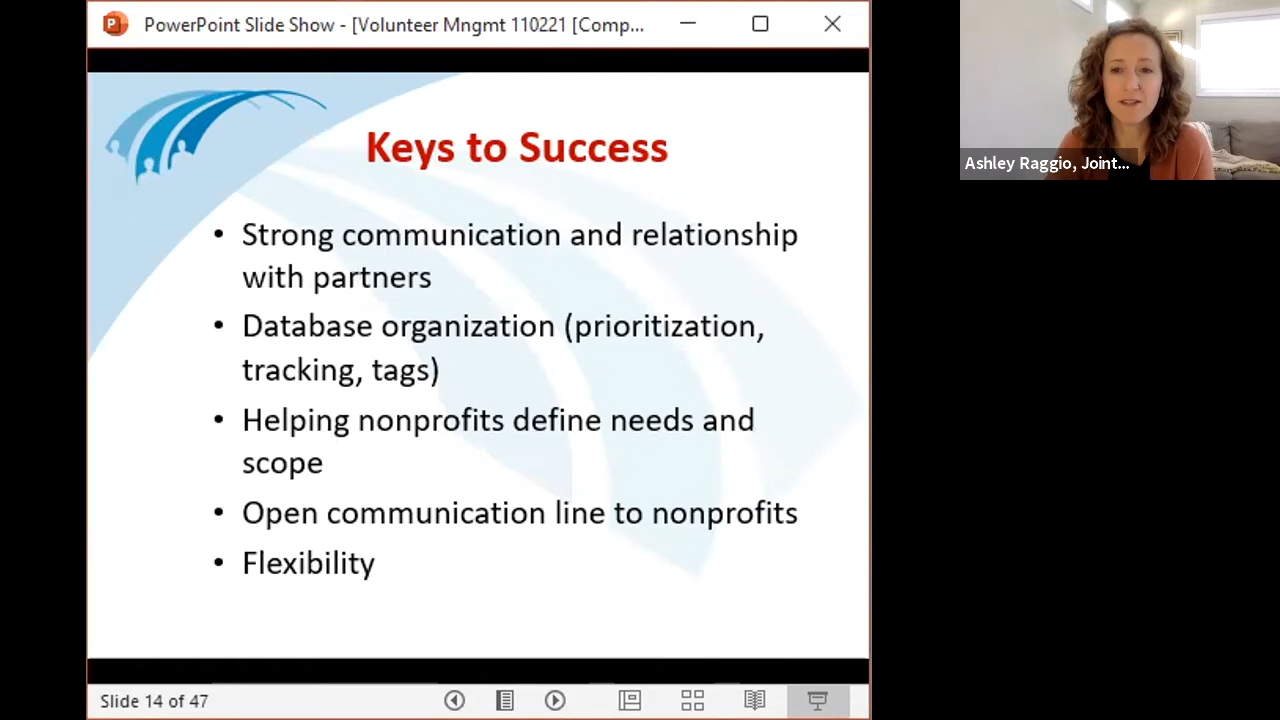 PowerPoint Slide Show - [Volunteer Mngmt 110221 [Comp...
Keys to Success
• Strong communication and relationship
with partners
• Database organization (prioritization,
tracking, tags)
• Helping nonprofits define needs and
scope
• Open communication line to nonprofits
• Flexibility
Slide 14 of 47
Ashley Raggio, Joint...